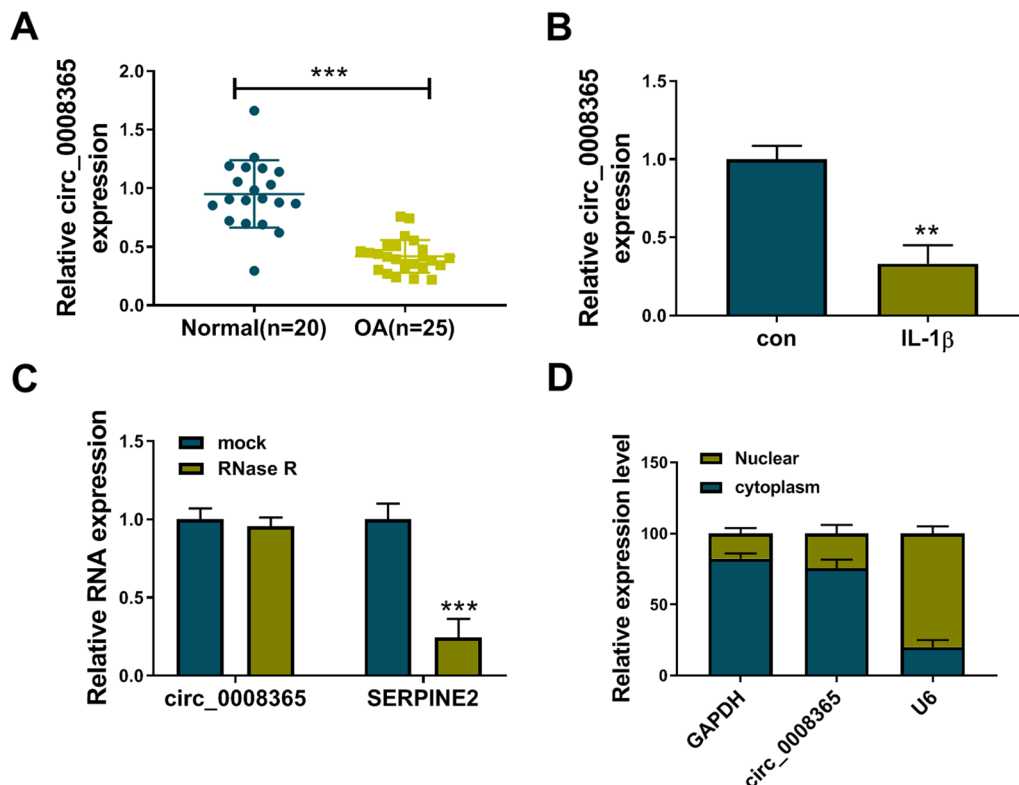 A
Relative circ_0008365
expression
2.0
1.5
1.0
0.5
0.0
***
Normal(n=20)
OA(n=25)
B
Relative circ_0008365
expression
1.5
1.0
0.5
0.0
**
con
IL-1β
C
Relative RNA expression
1.5
1.0
0.5
0.0
mock
RNase R
***
circ_0008365
SERPINE2
D
Relative expression level
150
100
50
0
Nuclear
cytoplasm
GAPDH
circ_0008365
U6